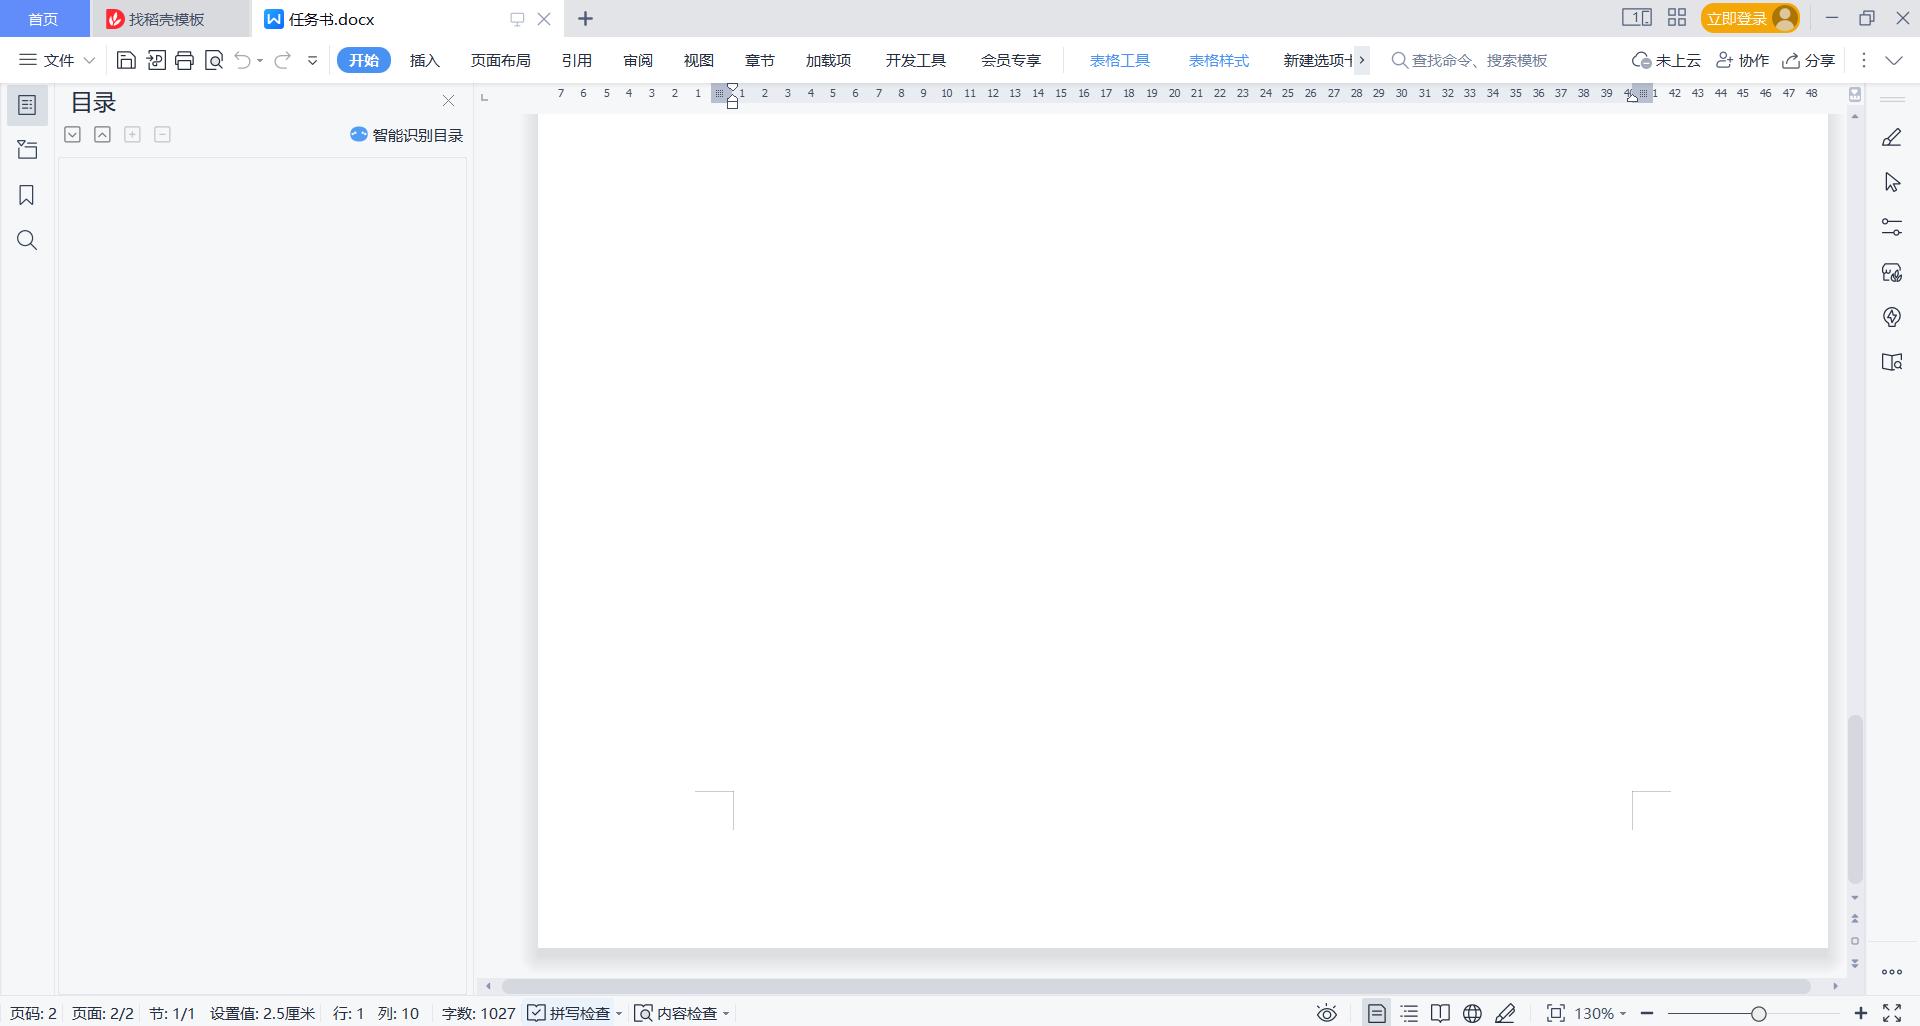 首页 找稻壳模板 任务书.docx 立即登录
文件 开始 插入 页面布局 引用 审阅 视图 章节 加载项 开发工具 会员专享 表格工具 表格样式 新建选项卡 查找命令、搜索模板 未上云 协作 分享
目录
7 6 5 4 3 2 1 1 2 3 4 5 6 7 8 9 10 11 12 13 14 15 16 17 18 19 20 21 22 23 24 25 26 27 28 29 30 31 32 33 34 35 36 37 38 39 42 43 44 45 46 47 48
智能识别目录
页码: 2 页面: 2/2 节: 1/1 设置值: 2.5厘米 行: 1 列: 10 字数: 1027 拼写检查 内容检查 130%